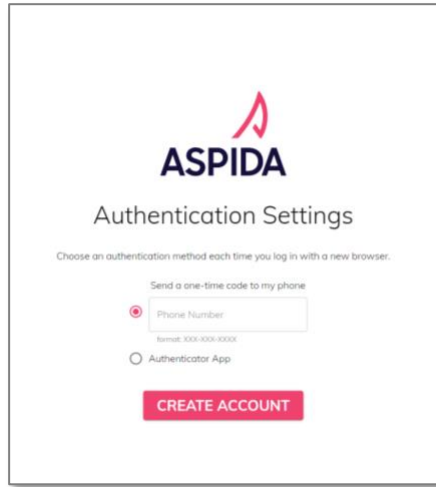 ASPIDA
Authentication Settings
Choose an authentication method each time you log in with a new browser.
Send a one-time code to my phone
Phone Number
format: XXX-XXX-XXXX
Authenticator App
CREATE ACCOUNT